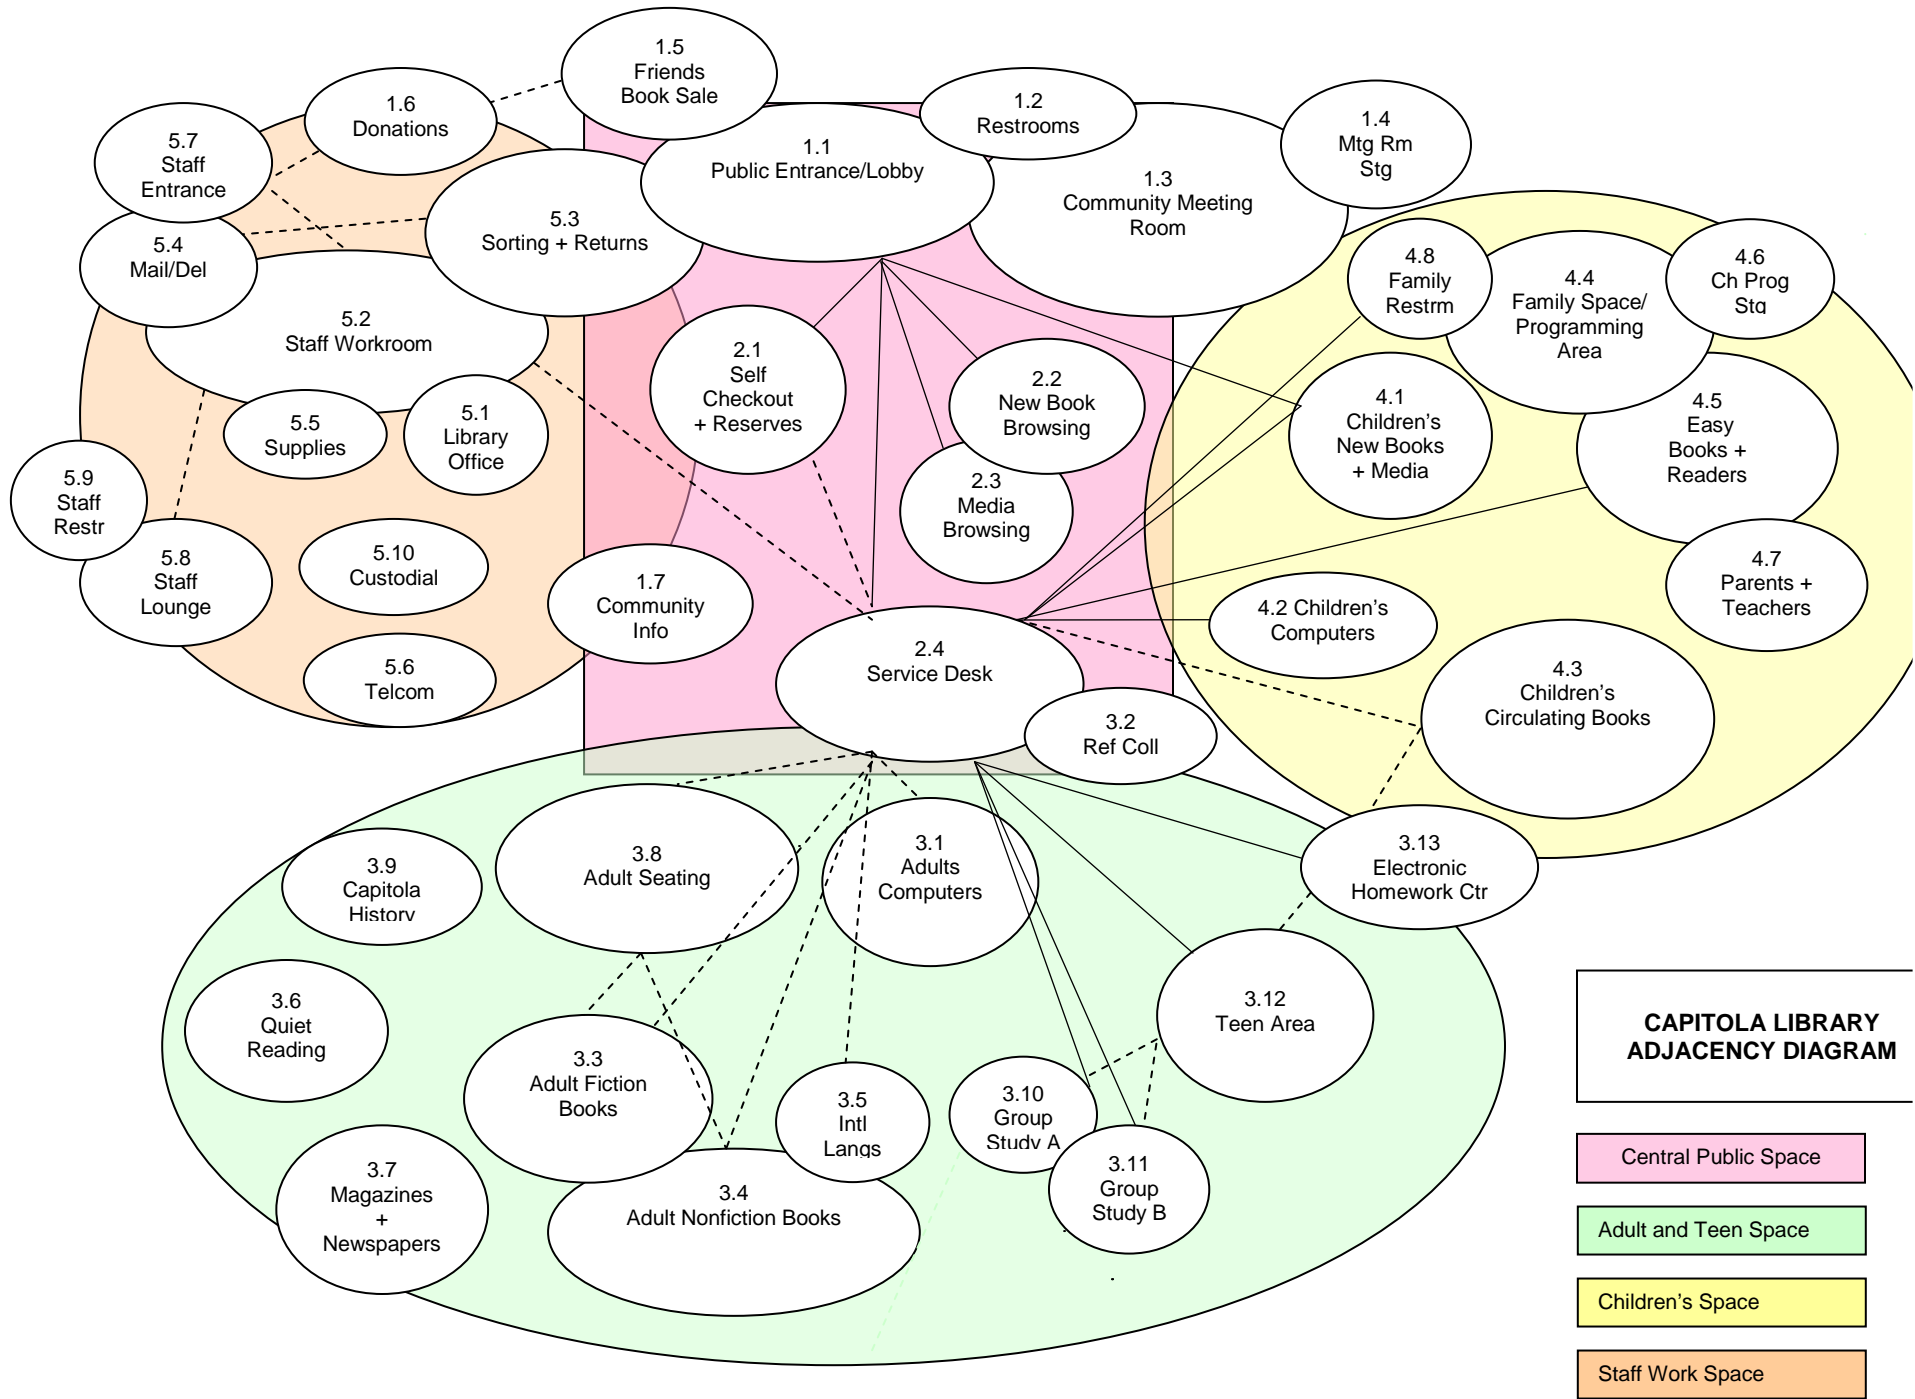 1.5
Friends
Book Sale
1.6
Donations
1.2
Restrooms
1.4
Mtg Rm
Stg
5.7
Staff
Entrance
1.1
Public Entrance/Lobby
1.3
Community Meeting
Room
5.3
Sorting + Returns
5.4
Mail/Del
4.8
Family
Restrm
4.4
Family Space/
Programming
Area
4.6
Ch Prog
Stg
5.2
Staff Workroom
2.1
Self
Checkout
+ Reserves
2.2
New Book
Browsing
4.1
Children's
New Books
+ Media
4.5
Easy
Books +
Readers
5.5
Supplies
5.1
Library
Office
2.3
Media
Browsing
5.9
Staff
Restr
5.8
Staff
Lounge
5.10
Custodial
1.7
Community
Info
4.7
Parents +
Teachers
4.2 Children's
Computers
5.6
Telcom
2.4
Service Desk
4.3
Children's
Circulating Books
3.2
Ref Coll
3.9
Capitola
History
3.8
Adult Seating
3.1
Adults
Computers
3.13
Electronic
Homework Ctr
3.6
Quiet
Reading
3.12
Teen Area
3.3
Adult Fiction
Books
3.5
Intl
Langs
3.10
Group
Study A
3.11
Group
Study B
3.7
Magazines
+
Newspapers
3.4
Adult Nonfiction Books
CAPITOLA LIBRARY
ADJACENCY DIAGRAM
Central Public Space
Adult and Teen Space
Children's Space
Staff Work Space